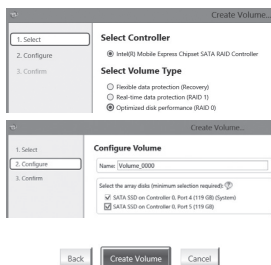 Create Volume...
1. Select
2. Configure
3. Confirm
Select Controller
Intel(R) Mobile Express Chipset SATA RAID Controller
Select Volume Type
Flexible data protection (Recovery)
Real-time data protection (RAID 1)
Optimized disk performance (RAID 0)
Create Volume...
1. Select
2. Configure
3. Confirm
Configure Volume
Name: Volume_0000
Select the array disks (minimum selection required):
SATA SSD on Controller 0, Port 4 (119 GB) (System)
SATA SSD on Controller 0, Port 5 (119 GB)
Back
Create Volume
Cancel